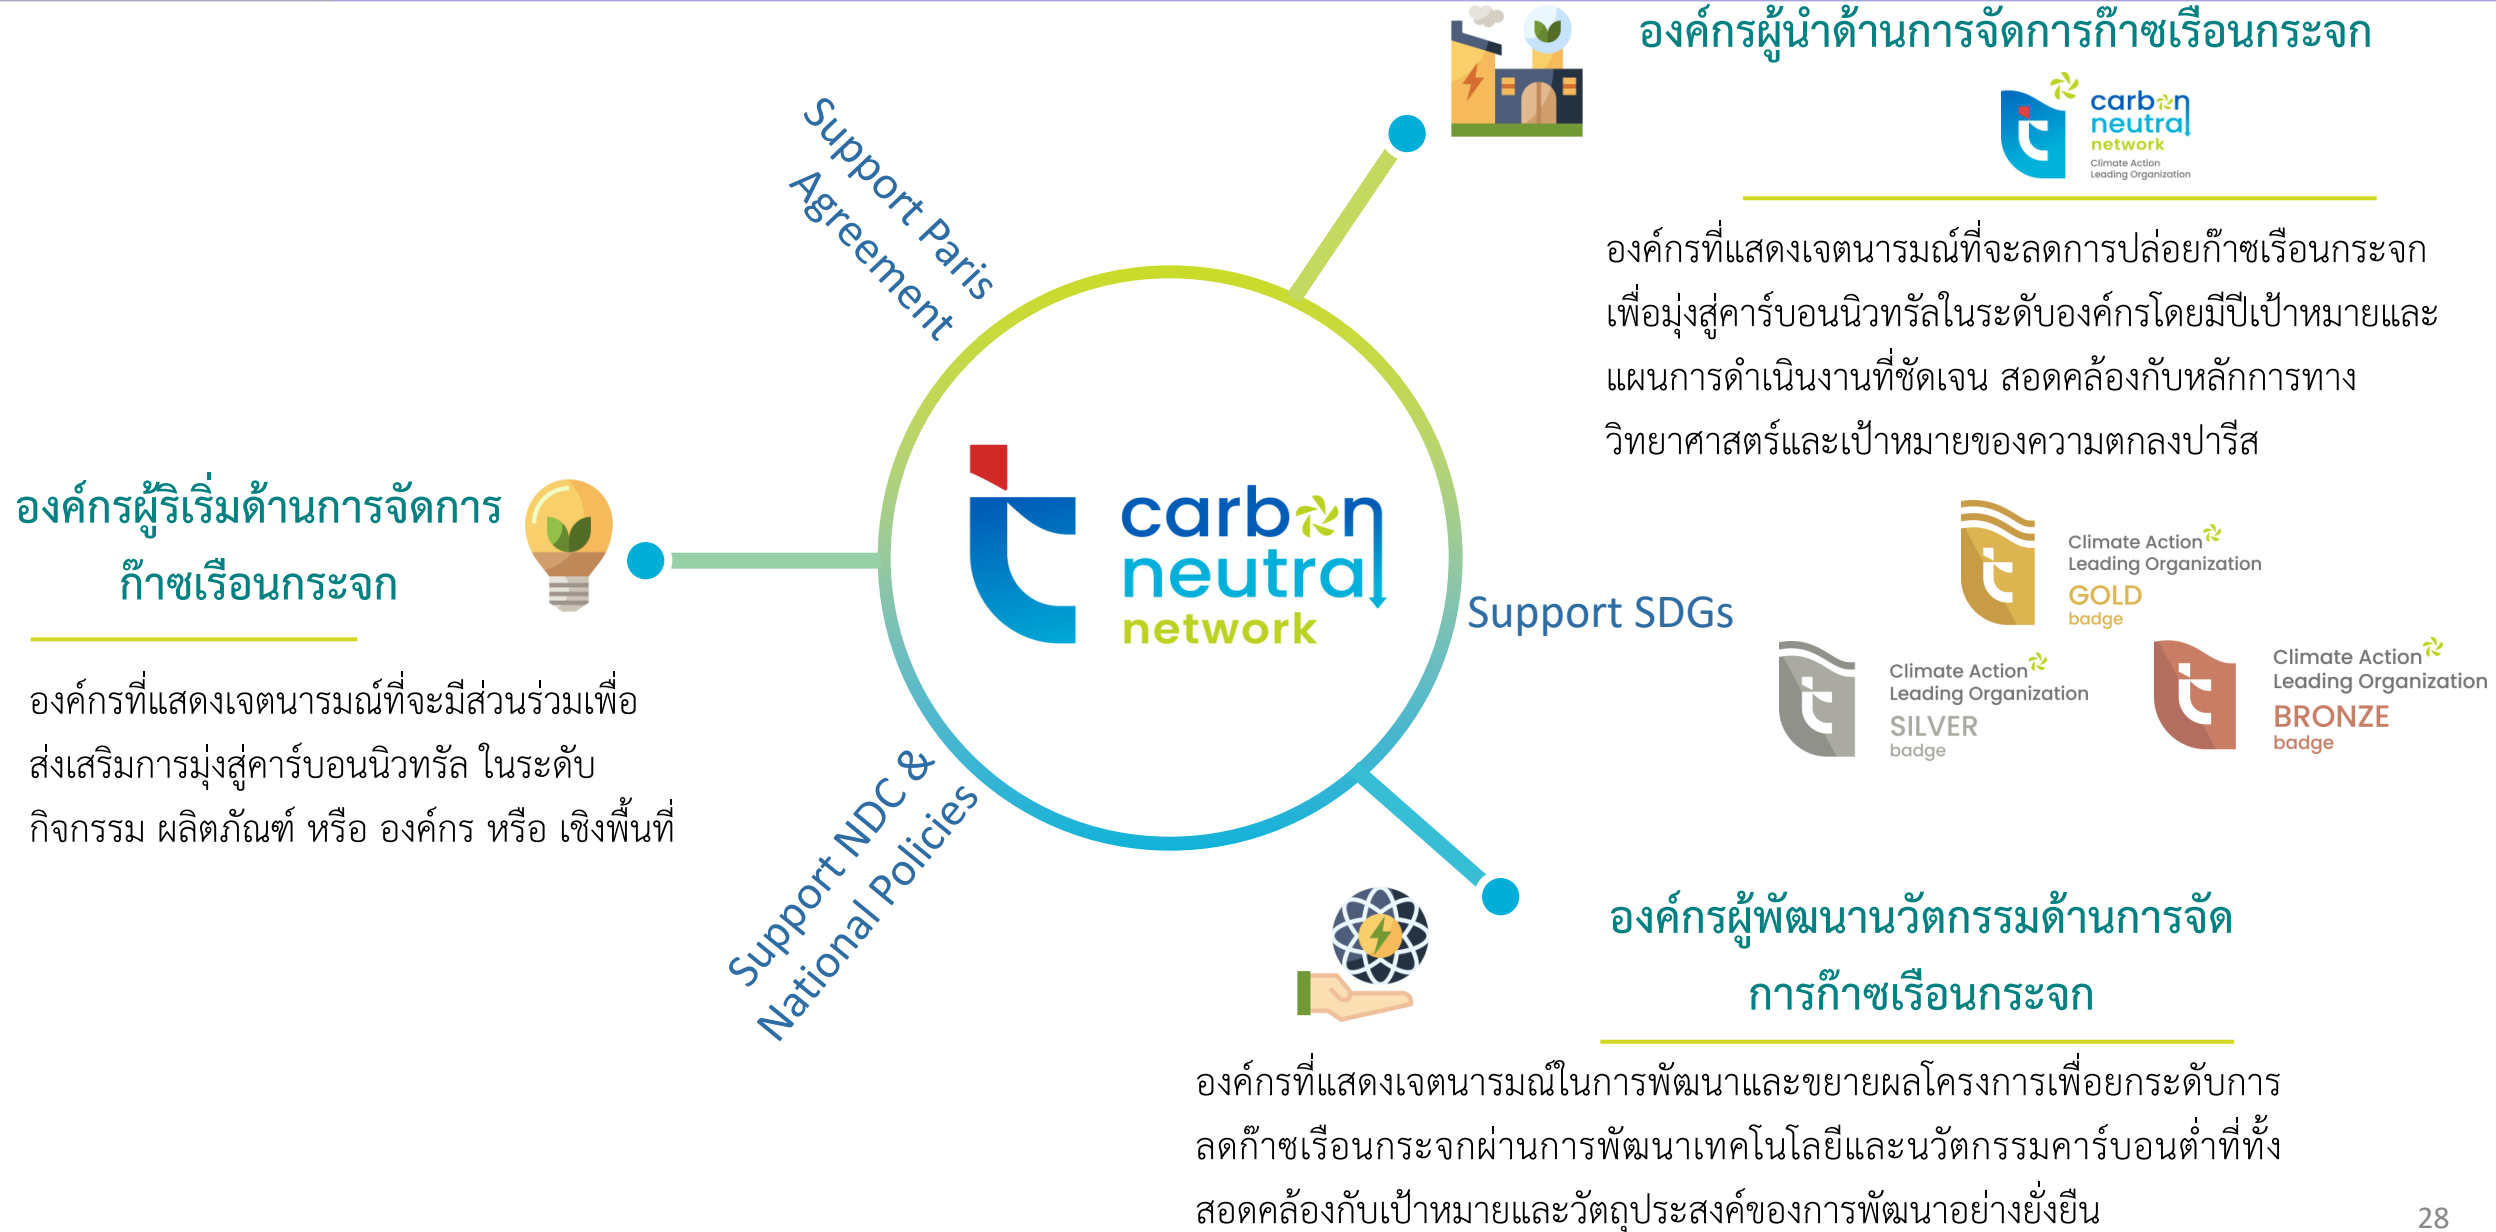 องค์กรผู้นำด้านการจัดการก๊าซเรือนกระจก
carbon
neutral
network
Climate Action
Leading Organization
องค์กรที่แสดงเจตนารมณ์ที่จะลดการปล่อยก๊าซเรือนกระจก
เพื่อมุ่งสู่คาร์บอนนิวทรัลในระดับองค์กรโดยมีปีเป้าหมายและ
แผนการดำเนินงานที่ชัดเจน สอดคล้องกับหลักการทาง
วิทยาศาสตร์และเป้าหมายของความตกลงปารีส
Support Paris
Agreement
องค์กรผู้ริเริ่มด้านการจัดการ
ก๊าซเรือนกระจก
องค์กรที่แสดงเจตนารมณ์ที่จะมีส่วนร่วมเพื่อ
ส่งเสริมการมุ่งสู่คาร์บอนนิวทรัล ในระดับ
กิจกรรม ผลิตภัณฑ์ หรือ องค์กร หรือ เชิงพื้นที่
carbon
neutral
network
Support SDGs
Climate Action
Leading Organization
GOLD
badge
Climate Action
Leading Organization
SILVER
badge
Climate Action
Leading Organization
BRONZE
badge
Support NDC &
National Policies
องค์กรผู้พัฒนานวัตกรรมด้านการจัด
การก๊าซเรือนกระจก
องค์กรที่แสดงเจตนารมณ์ในการพัฒนาและขยายผลโครงการเพื่อยกระดับการ
ลดก๊าซเรือนกระจกผ่านการพัฒนาเทคโนโลยีและนวัตกรรมคาร์บอนต่ำที่ทั้ง
สอดคล้องกับเป้าหมายและวัตถุประสงค์ของการพัฒนาอย่างยั่งยืน
28